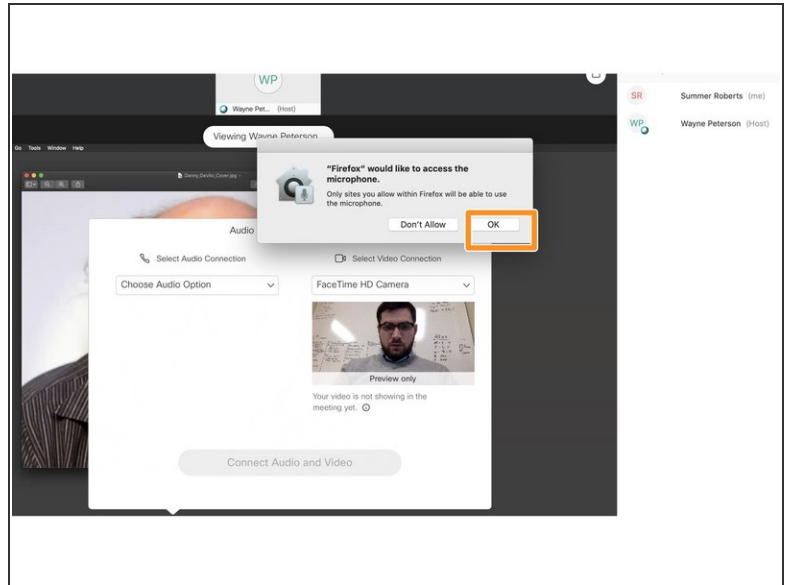 WP
Wayne Pet... (Host)
Viewing Wayne Peterson
SR Summer Roberts (me)
WP Wayne Peterson (Host)
Go Tools Window Help
Danny_Devito_Cover.jpg
"Firefox" would like to access the
microphone.
Only sites you allow within Firefox will be able to use
the microphone.
Don't Allow OK
Audio
Select Audio Connection Select Video Connection
Choose Audio Option FaceTime HD Camera
Preview only
Your video is not showing in the
meeting yet.
Connect Audio and Video